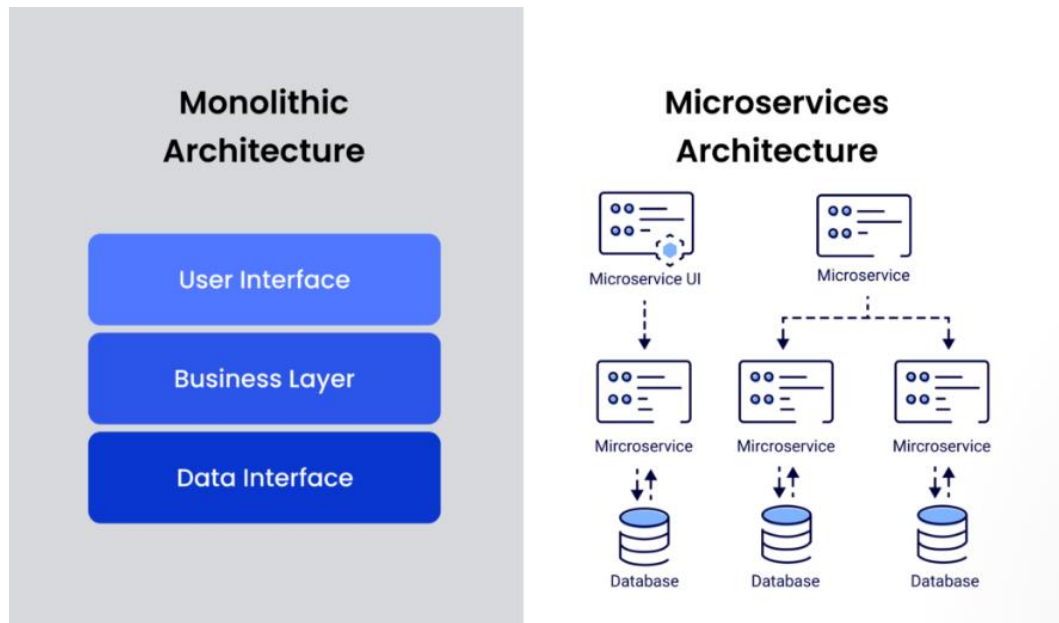 Monolithic
Architecture
User Interface
Business Layer
Data Interface
Microservices
Architecture
Microservice UI
Microservice
Mircroservice
Mircroservice
Mircroservice
Database
Database
Database